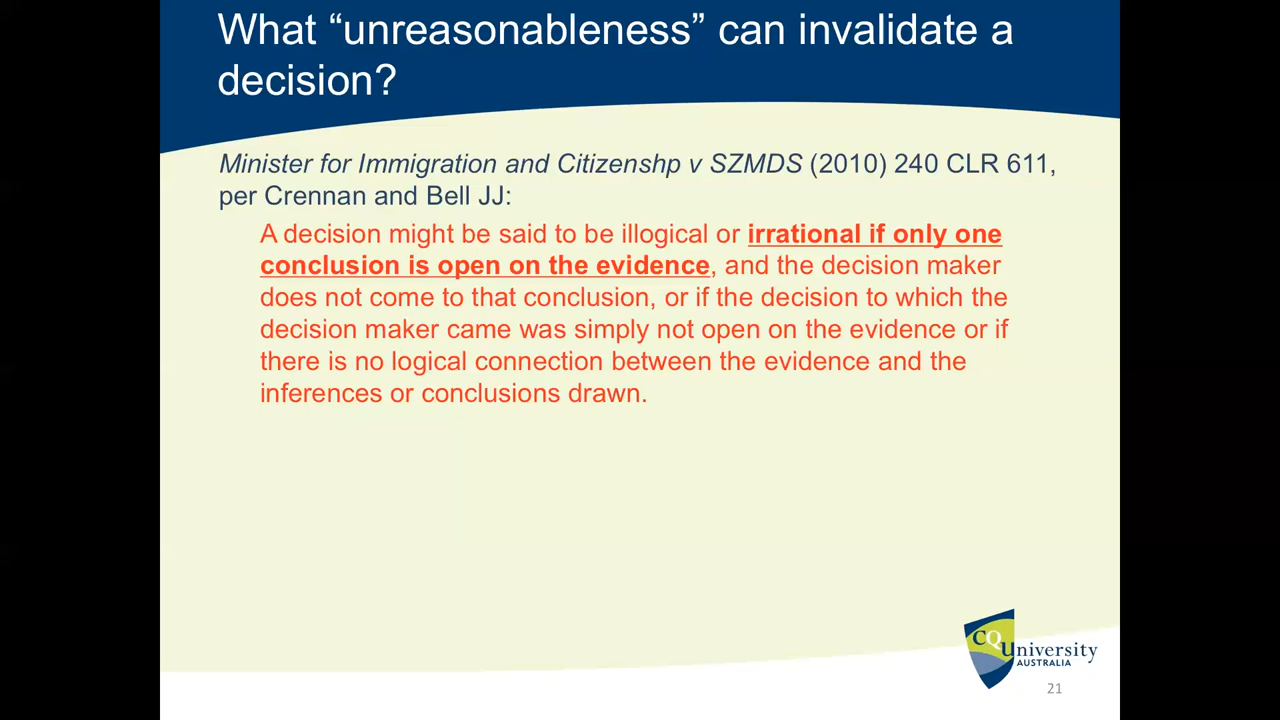 What “unreasonableness” can invalidate a
decision?
Minister for Immigration and Citizenshp v SZMDS (2010) 240 CLR 611,
per Crennan and Bell JJ:
A decision might be said to be illogical or irrational if only one
conclusion is open on the evidence, and the decision maker
does not come to that conclusion, or if the decision to which the
decision maker came was simply not open on the evidence or if
there is no logical connection between the evidence and the
inferences or conclusions drawn.
CQUniversity
AUSTRALIA
21